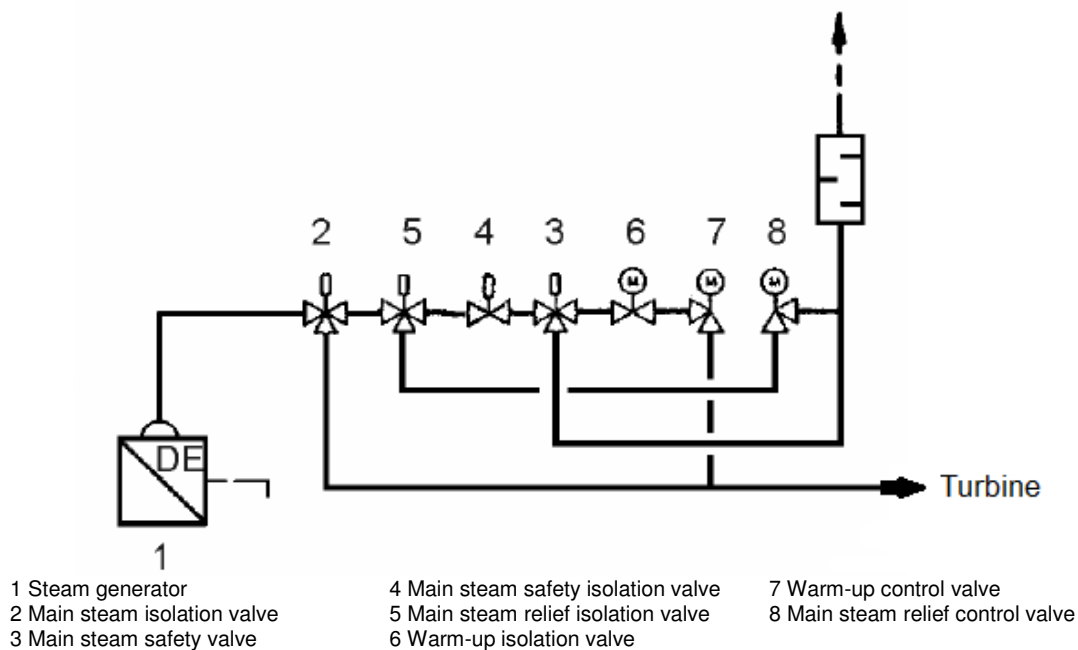 2 5 4 3 6 7 8
M M M
DE
Turbine
1
1 Steam generator
2 Main steam isolation valve
3 Main steam safety valve
4 Main steam safety isolation valve
5 Main steam relief isolation valve
6 Warm-up isolation valve
7 Warm-up control valve
8 Main steam relief control valve